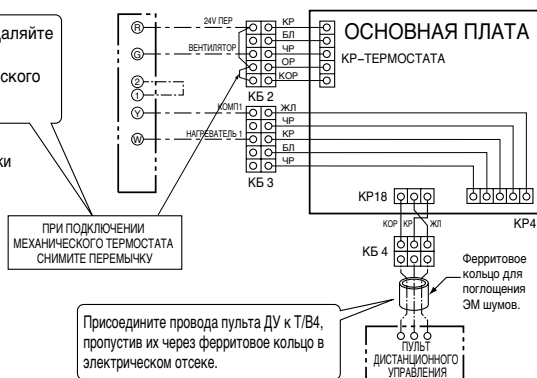 даляйте
ского
ки
R
G
2
1
Y
W
24V ПЕР
ВЕНТИЛЯТОР
КОМП1
НАГРЕВАТЕЛЬ 1
КР
БЛ
ЧР
ОР
КОР
КБ 2
ЖЛ
ЧР
КР
БЛ
ЧР
КБ 3
ОСНОВНАЯ ПЛАТА
КР–ТЕРМОСТАТА
КР18
КР4
КОР
КР
ЖЛ
КБ 4
ПРИ ПОДКЛЮЧЕНИИ
МЕХАНИЧЕСКОГО ТЕРМОСТАТА
СНИМИТЕ ПЕРЕМЫЧКУ
Ферритовое
кольцо для
поглощения
ЭМ шумов.
Присоедините провода пульта ДУ к Т/В4,
пропустив их через ферритовое кольцо в
электрическом отсеке.
ПУЛЬТ
ДИСТАНЦИОННОГО
УПРАВЛЕНИЯ